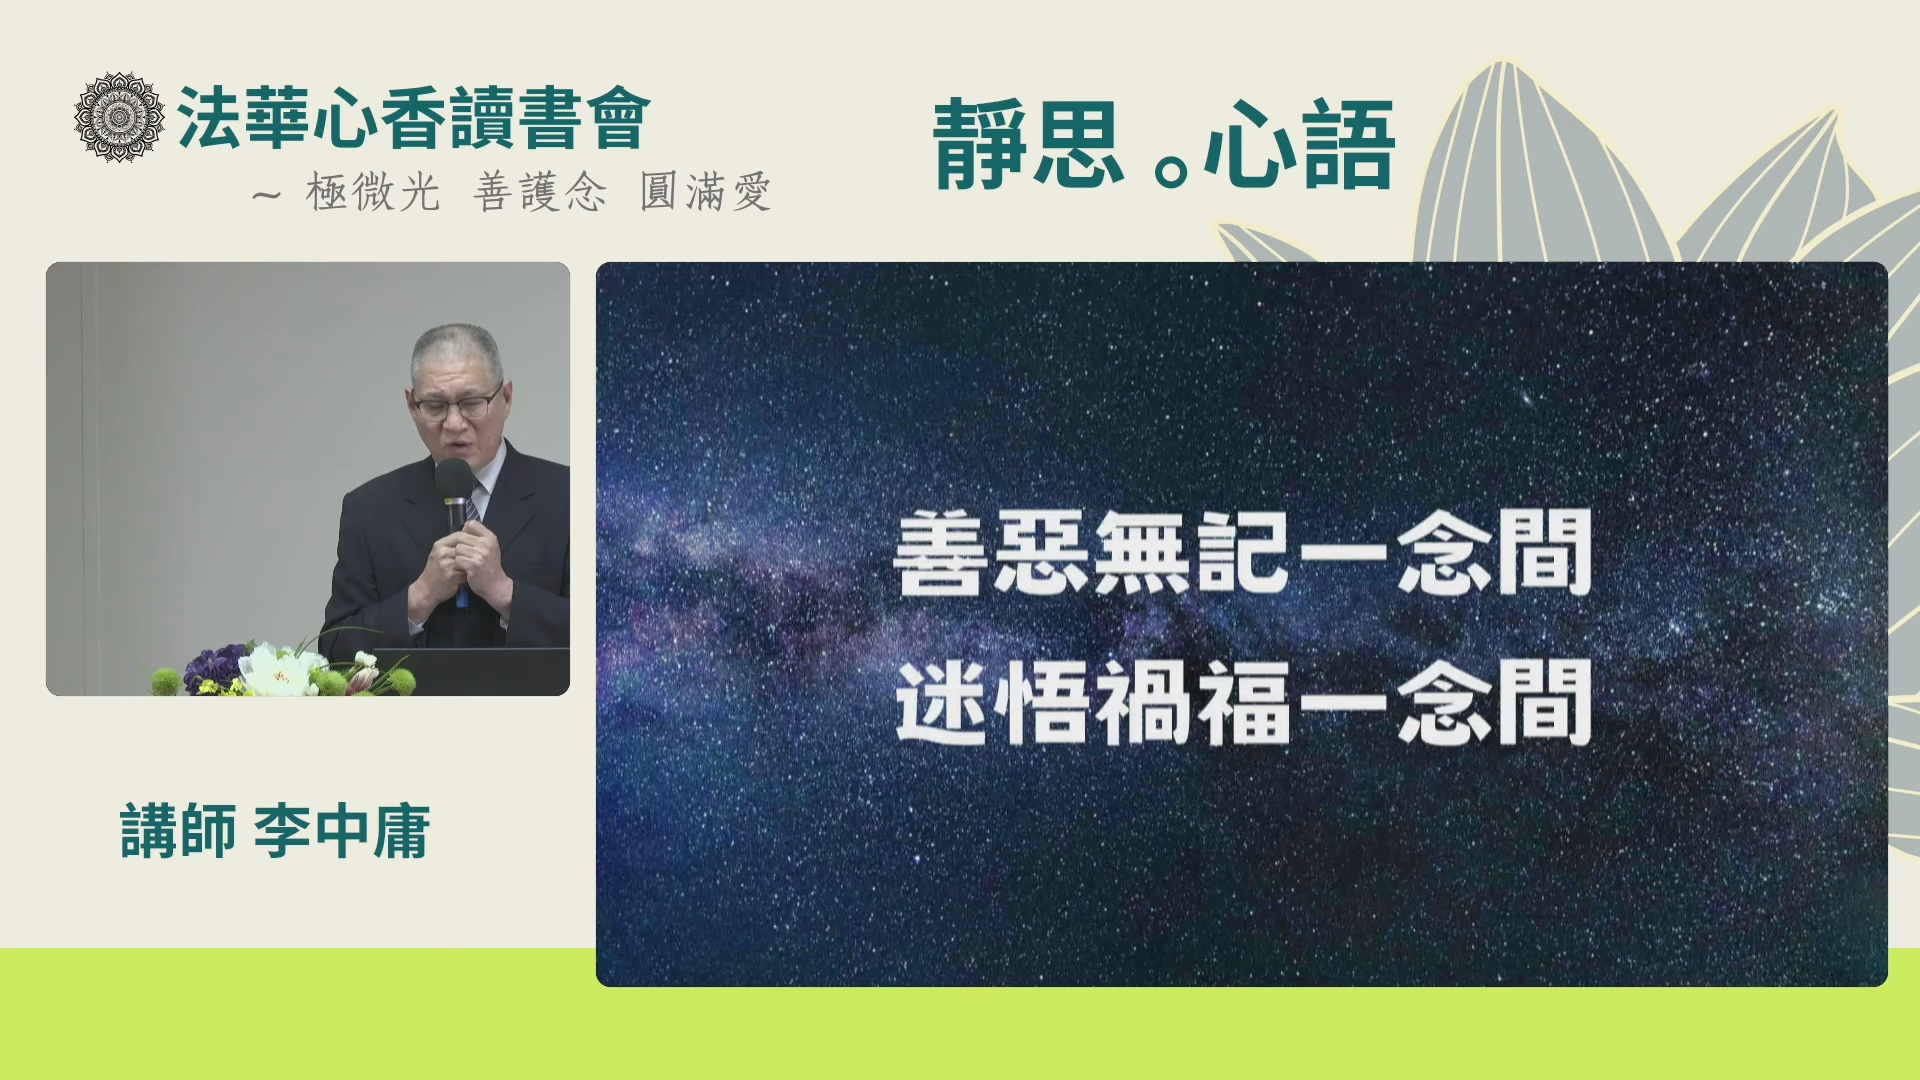 法華心香讀書會
~ 極微光 善護念 圓滿愛
靜思。心語
善惡無記一念間
迷悟禍福一念間
講師 李中庸